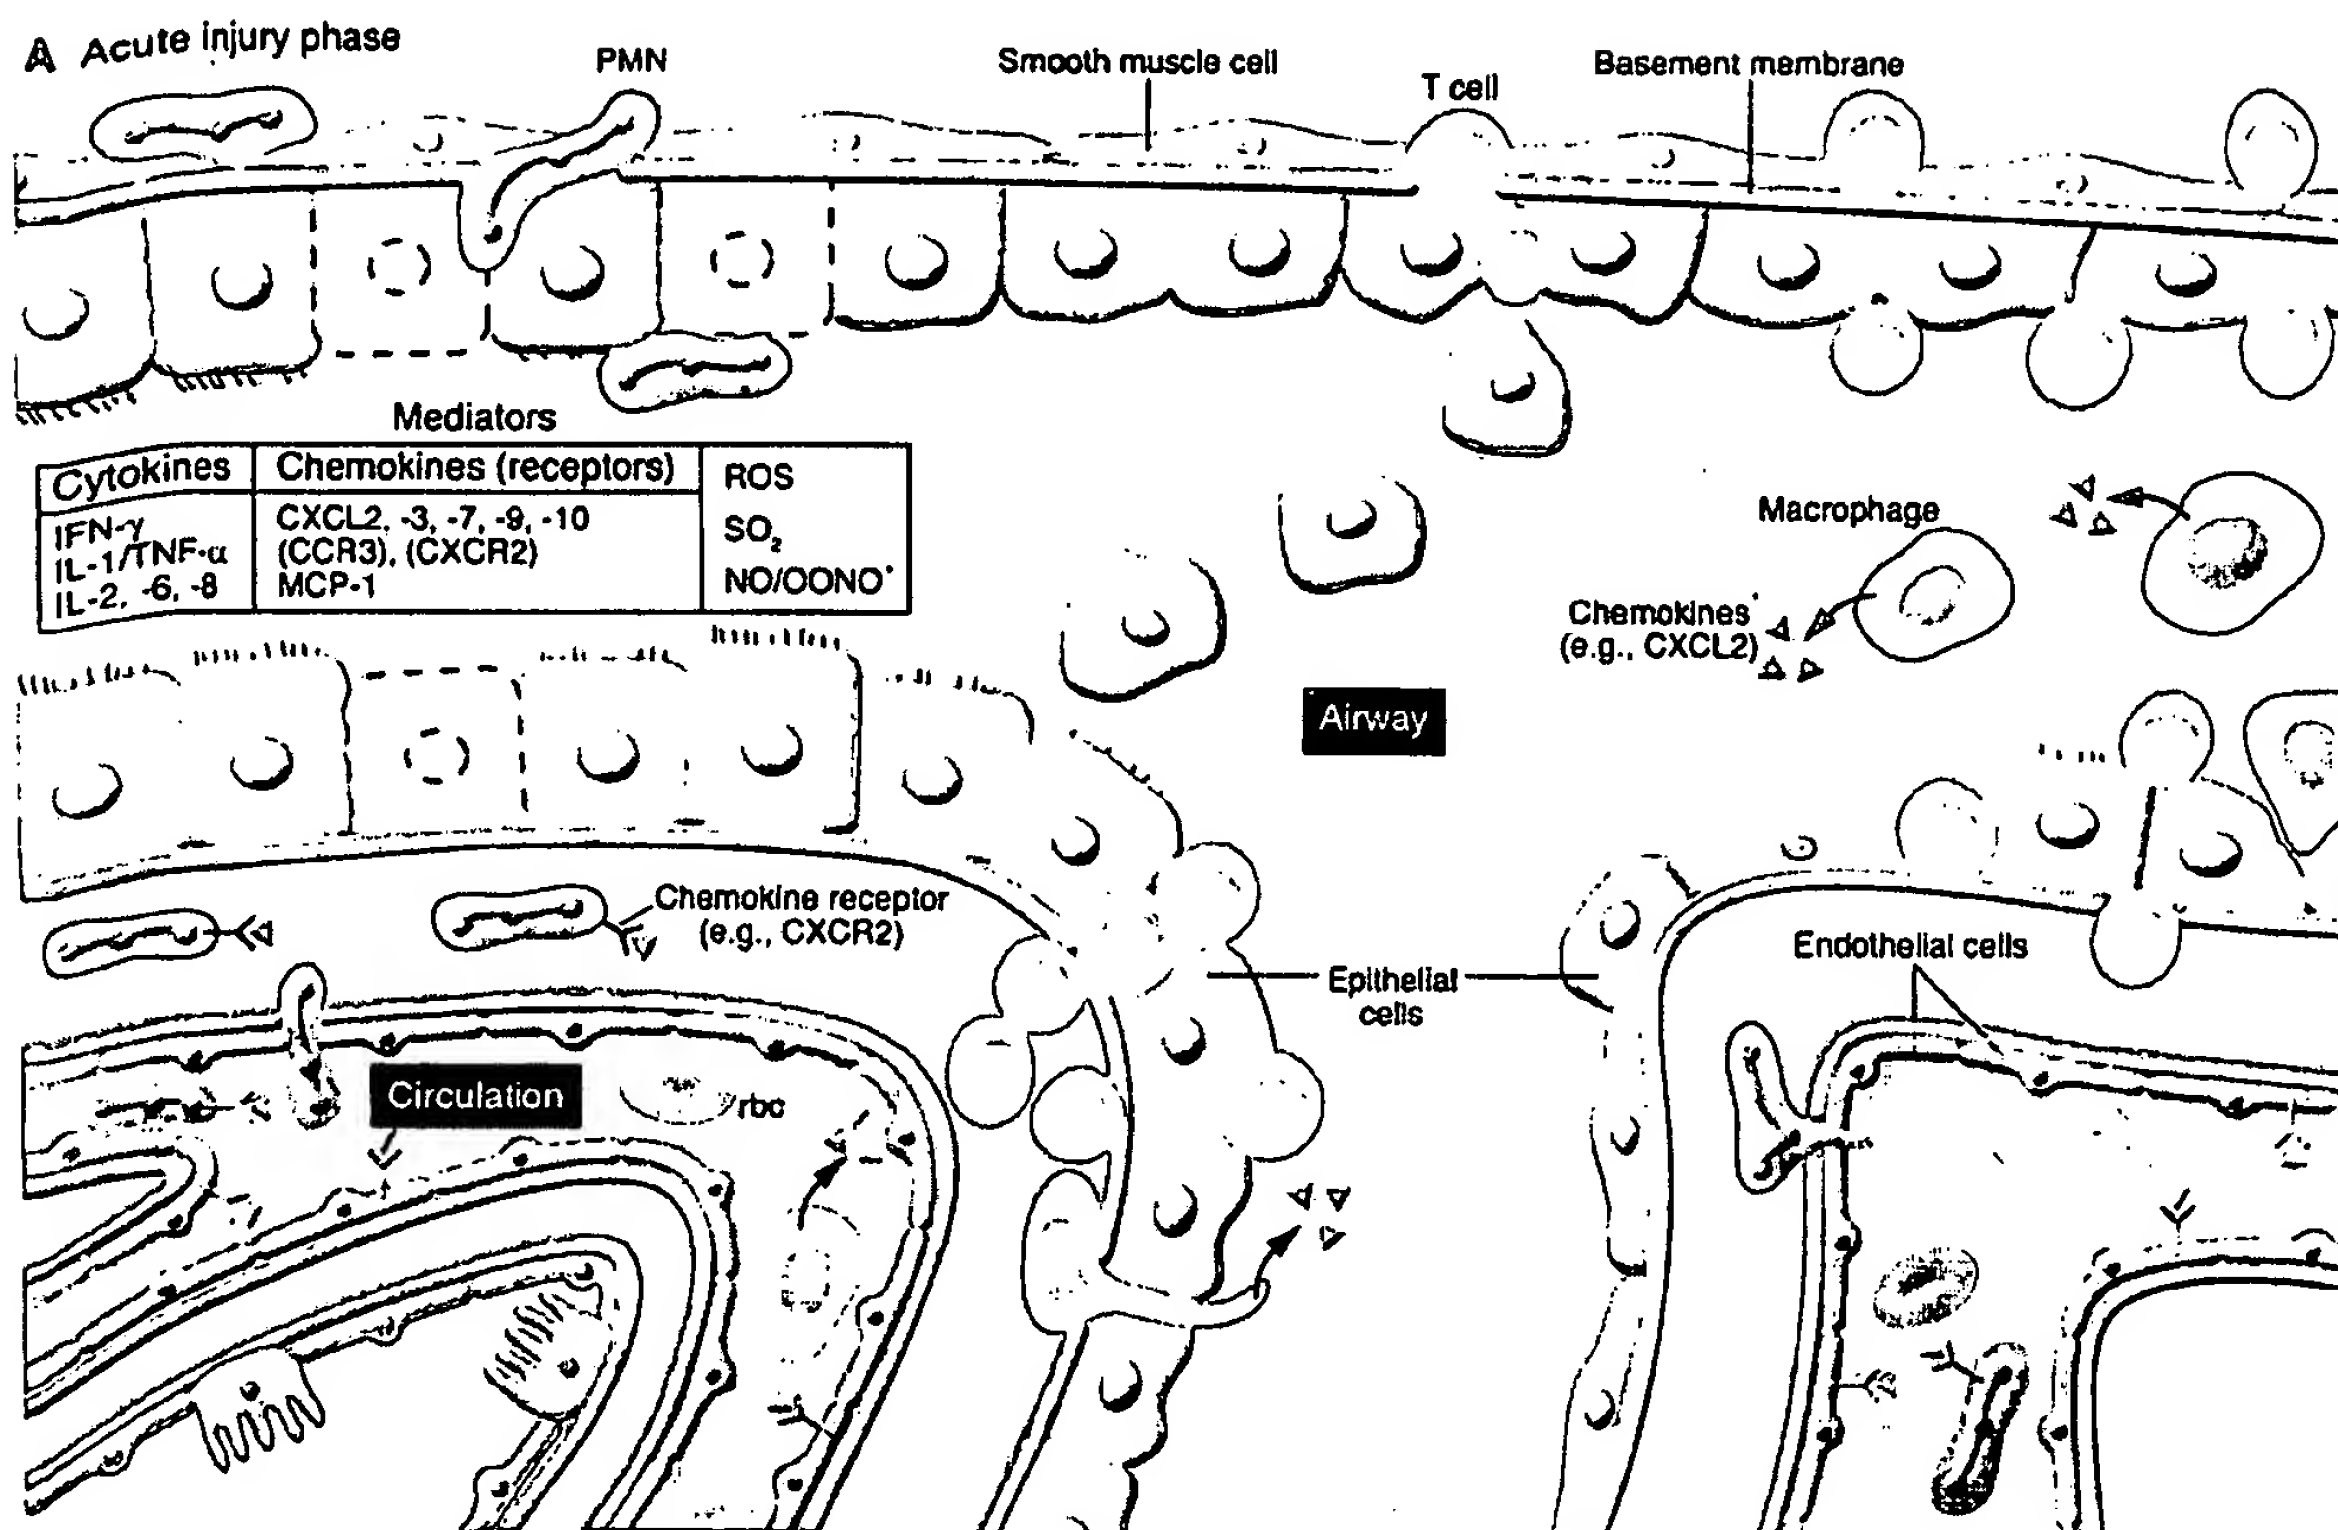 A Acute injury phase
PMN
Smooth muscle cell
T cell
Basement membrane
Mediators
Cytokines
IFN-γ
IL-1/TNF-α
IL-2, -6, -8
Chemokines (receptors)
CXCL2, -3, -7, -9, -10
(CCR3), (CXCR2)
MCP-1
ROS
SO₂
NO/OONO•
Macrophage
Chemokines
(e.g., CXCL2)
Airway
Chemokine receptor
(e.g., CXCR2)
Epithelial
cells
Endothelial cells
Circulation
rbc